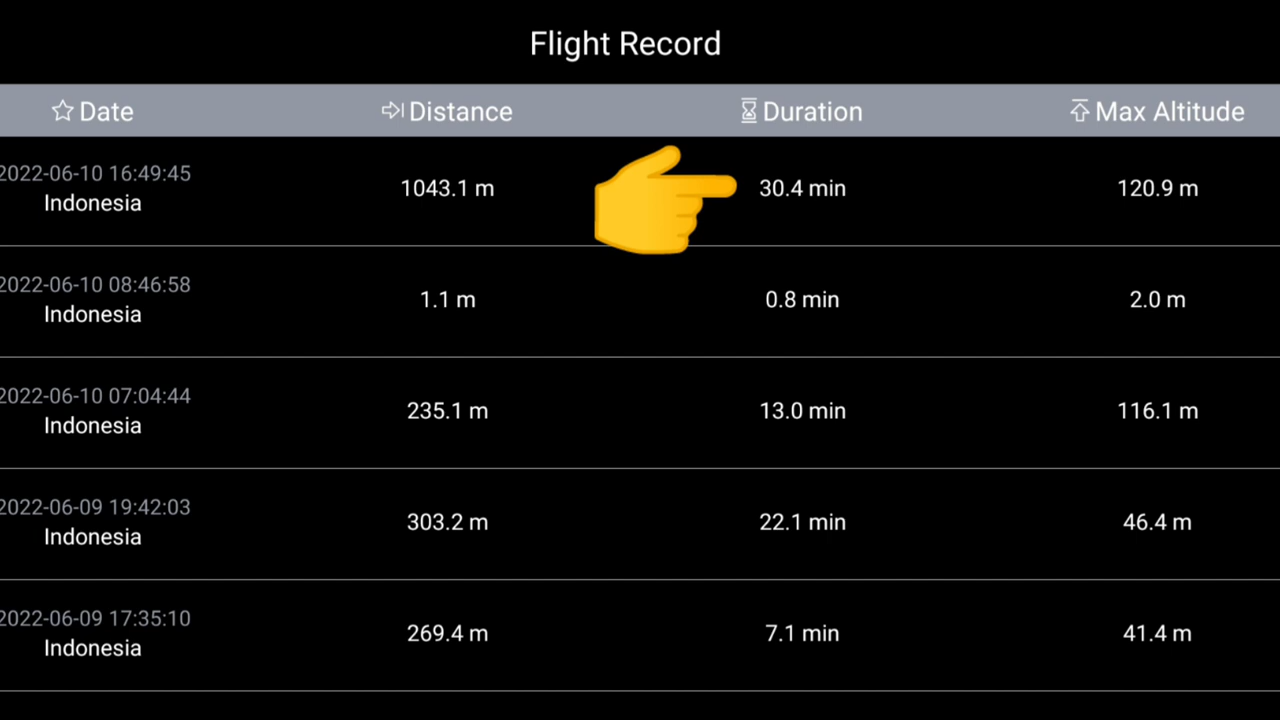 Flight Record
Date Distance Duration Max Altitude
2022-06-10 16:49:45
Indonesia 1043.1 m 30.4 min 120.9 m
2022-06-10 08:46:58
Indonesia 1.1 m 0.8 min 2.0 m
2022-06-10 07:04:44
Indonesia 235.1 m 13.0 min 116.1 m
2022-06-09 19:42:03
Indonesia 303.2 m 22.1 min 46.4 m
2022-06-09 17:35:10
Indonesia 269.4 m 7.1 min 41.4 m